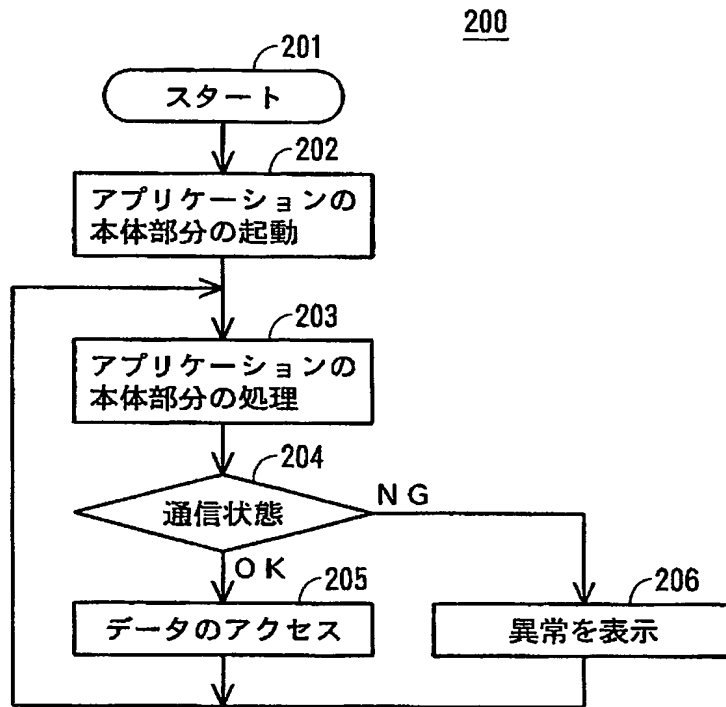 200
201
スタート
202
アプリケーションの
本体部分の起動
203
アプリケーションの
本体部分の処理
204
通信状態
NG
OK
205
データのアクセス
206
異常を表示